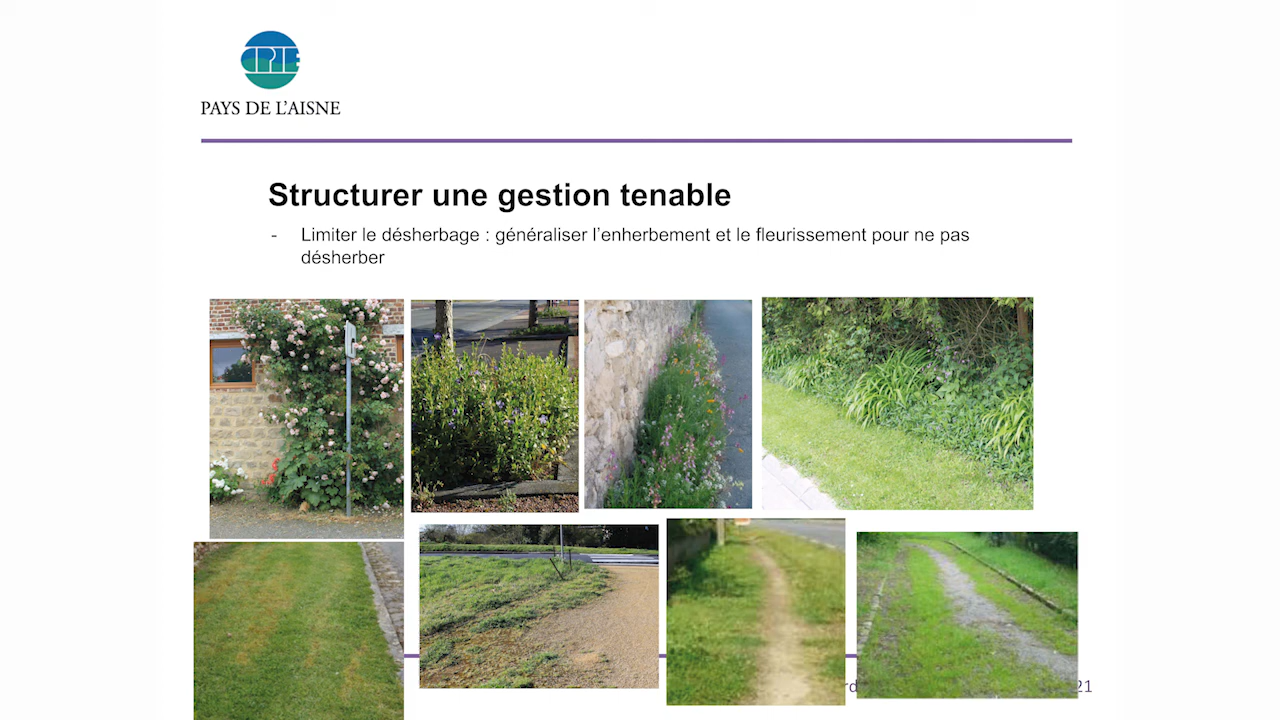 CPIE
PAYS DE L'AISNE
Structurer une gestion tenable
- Limiter le désherbage : généraliser l'enherbement et le fleurissement pour ne pas
désherber
21